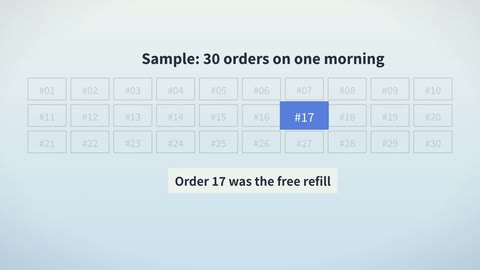 Sample: 30 orders on one morning
#01 #02 #03 #04 #05 #06 #07 #08 #09 #10
#11 #12 #13 #14 #15 #16 #17 #18 #19 #20
#21 #22 #23 #24 #25 #26 #27 #28 #29 #30
Order 17 was the free refill